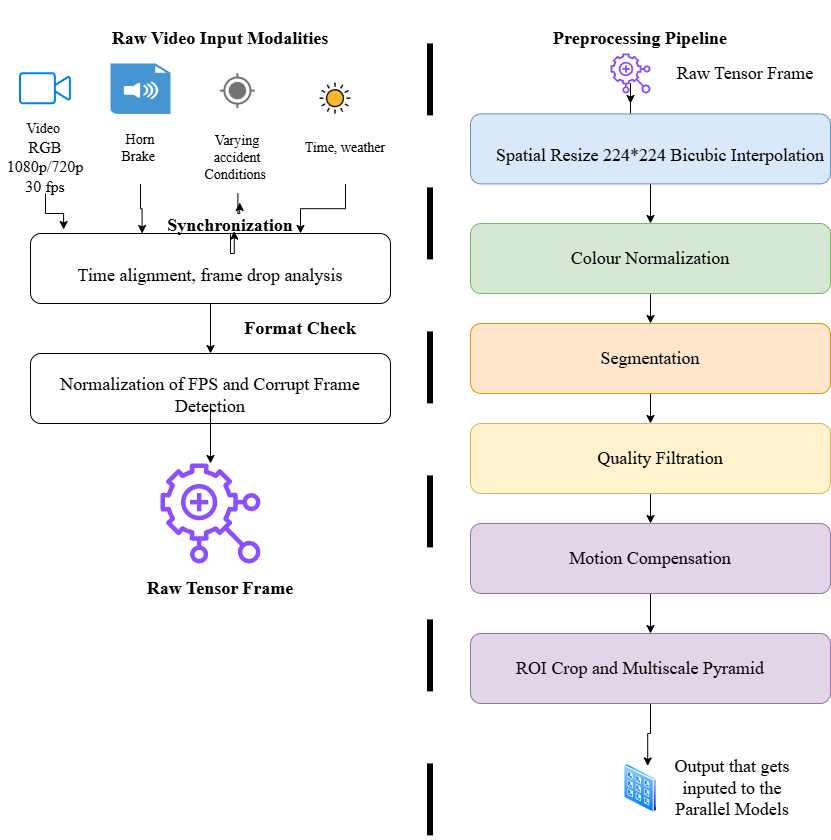 Raw Video Input Modalities
Video
RGB
1080p/720p
30 fps
Horn
Brake
Varying
accident
Conditions
Time, weather
Synchronization
Time alignment, frame drop analysis
Format Check
Normalization of FPS and Corrupt Frame
Detection
Raw Tensor Frame
Preprocessing Pipeline
Raw Tensor Frame
Spatial Resize 224*224 Bicubic Interpolation
Colour Normalization
Segmentation
Quality Filtration
Motion Compensation
ROI Crop and Multiscale Pyramid
Output that gets
inputed to the
Parallel Models